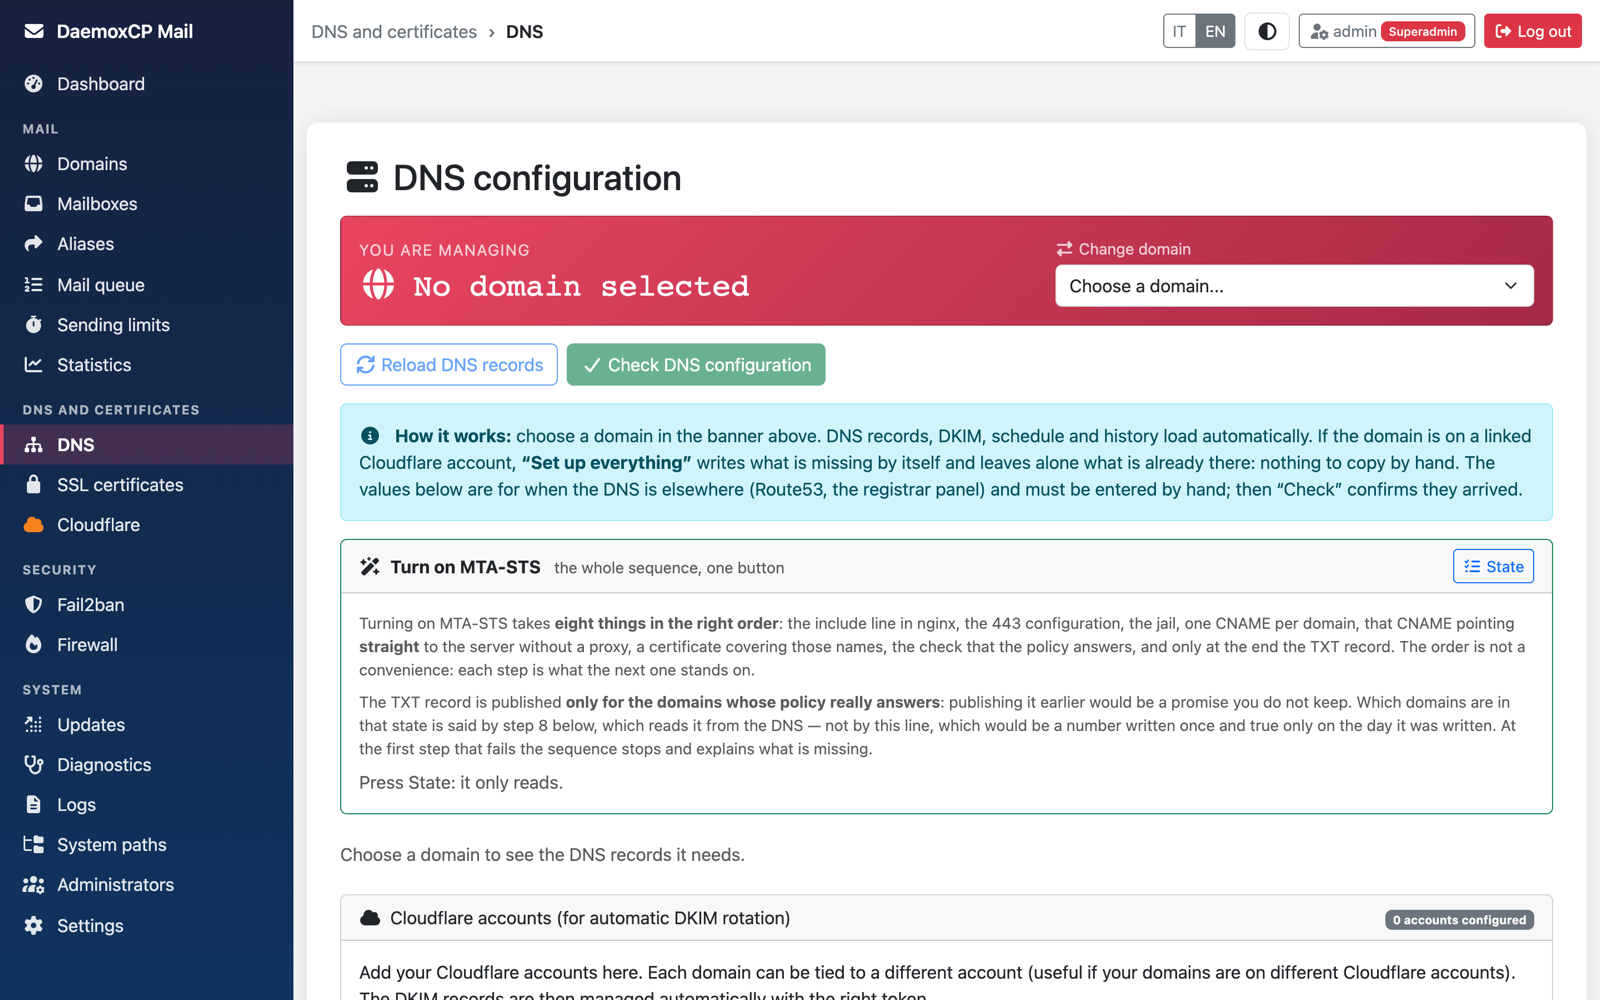 DaemoxCP Mail
DNS and certificates › DNS
IT EN
admin Superadmin
Log out
Dashboard
MAIL
Domains
Mailboxes
Aliases
Mail queue
Sending limits
Statistics
DNS AND CERTIFICATES
DNS
SSL certificates
Cloudflare
SECURITY
Fail2ban
Firewall
SYSTEM
Updates
Diagnostics
Logs
System paths
Administrators
Settings
DNS configuration
YOU ARE MANAGING
No domain selected
Change domain
Choose a domain...
Reload DNS records
Check DNS configuration
How it works: choose a domain in the banner above. DNS records, DKIM, schedule and history load automatically. If the domain is on a linked
Cloudflare account, “Set up everything” writes what is missing by itself and leaves alone what is already there: nothing to copy by hand. The
values below are for when the DNS is elsewhere (Route53, the registrar panel) and must be entered by hand; then “Check” confirms they arrived.
Turn on MTA-STS the whole sequence, one button
State
Turning on MTA-STS takes eight things in the right order: the include line in nginx, the 443 configuration, the jail, one CNAME per domain, that CNAME pointing
straight to the server without a proxy, a certificate covering those names, the check that the policy answers, and only at the end the TXT record. The order is not a
convenience: each step is what the next one stands on.
The TXT record is published only for the domains whose policy really answers: publishing it earlier would be a promise you do not keep. Which domains are in
that state is said by step 8 below, which reads it from the DNS — not by this line, which would be a number written once and true only on the day it was written. At
the first step that fails the sequence stops and explains what is missing.
Press State: it only reads.
Choose a domain to see the DNS records it needs.
Cloudflare accounts (for automatic DKIM rotation)
0 accounts configured
Add your Cloudflare accounts here. Each domain can be tied to a different account (useful if your domains are on different Cloudflare accounts).
The DKIM records are then managed automatically with the right token.